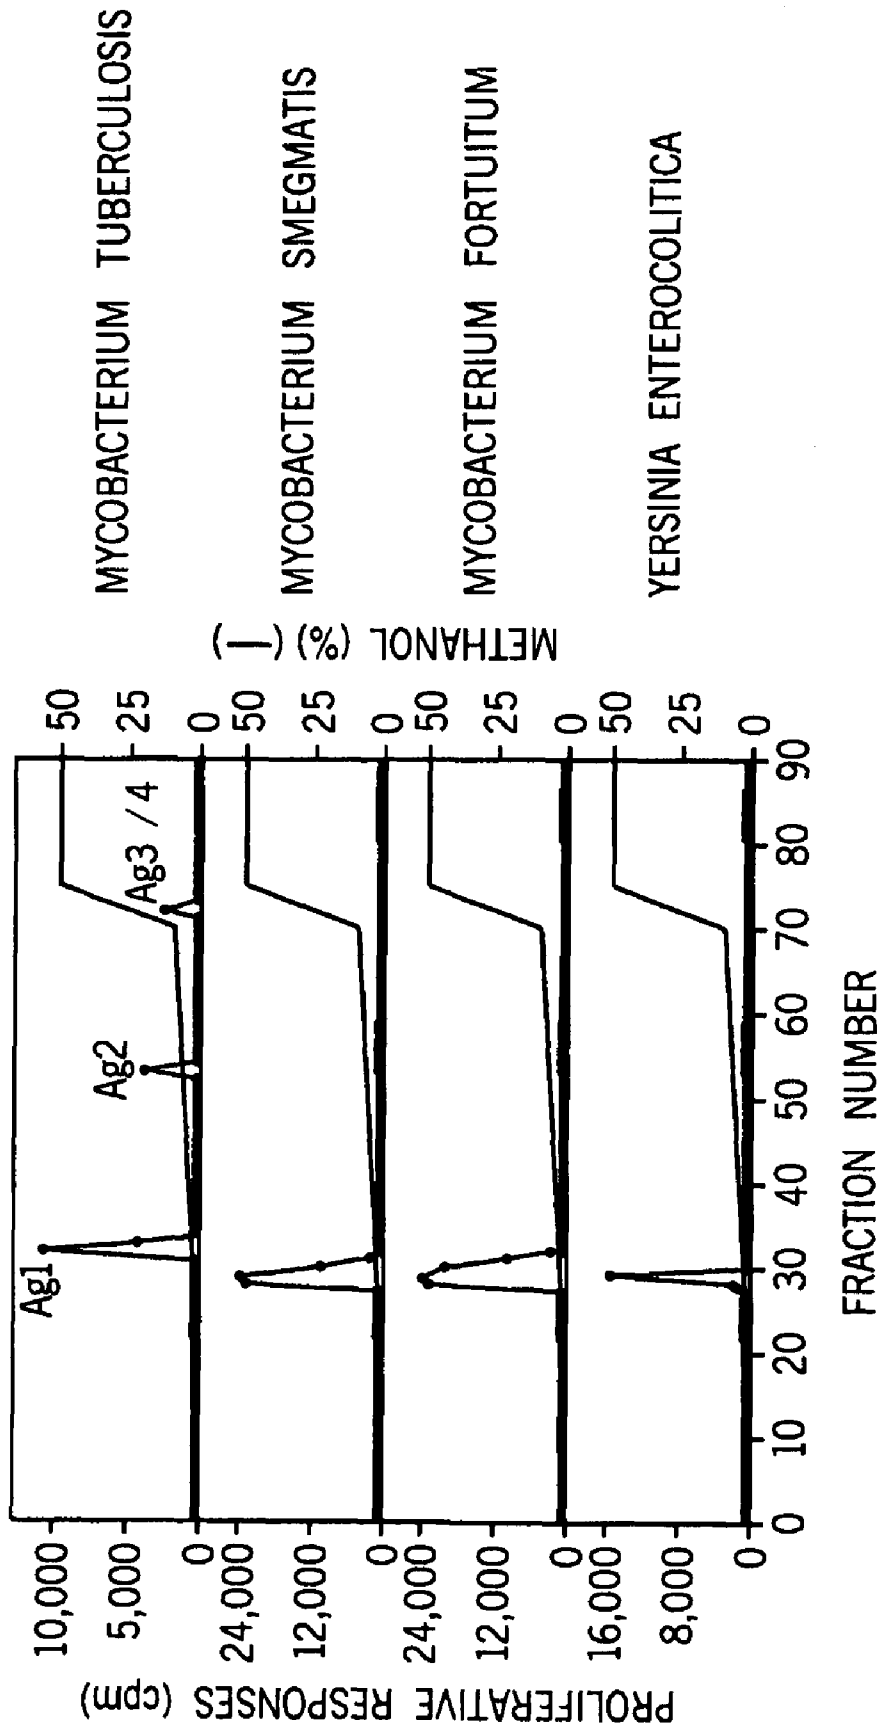 PROLIFERATIVE RESPONSES (cpm)
10,000
5,000
0
24,000
12,000
0
24,000
12,000
0
16,000
8,000
0
Ag1
Ag2
Ag3 / 4
50
25
0
50
25
0
50
25
0
50
25
0
METHANOL (%) (—)
MYCOBACTERIUM TUBERCULOSIS
MYCOBACTERIUM SMEGMATIS
MYCOBACTERIUM FORTUITUM
YERSINIA ENTEROCOLITICA
0 10 20 30 40 50 60 70 80 90
FRACTION NUMBER